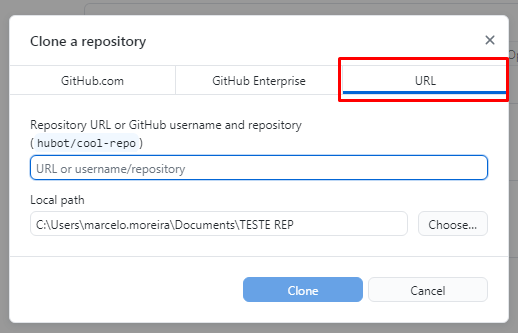 Clone a repository
GitHub.com
GitHub Enterprise
URL
Repository URL or GitHub username and repository
(hubot/cool-repo)
URL or username/repository
Local path
C:\Users\marcelo.moreira\Documents\TESTE REP
Choose...
Clone
Cancel